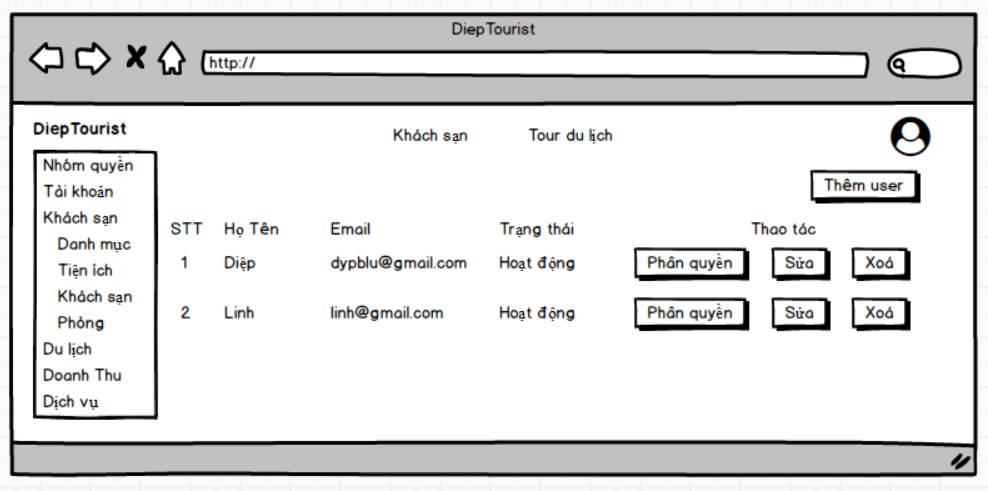 DiepTourist
http://
DiepTourist
Khách sạn Tour du lịch
Thêm user
Nhóm quyền
Tài khoản
Khách sạn
Danh mục
Tiện ích
Khách sạn
Phòng
Du lịch
Doanh Thu
Dịch vụ
STT Họ Tên Email Trạng thái Thao tác
1 Diệp dypblu@gmail.com Hoạt động Phân quyền Sửa Xoá
2 Linh linh@gmail.com Hoạt động Phân quyền Sửa Xoá